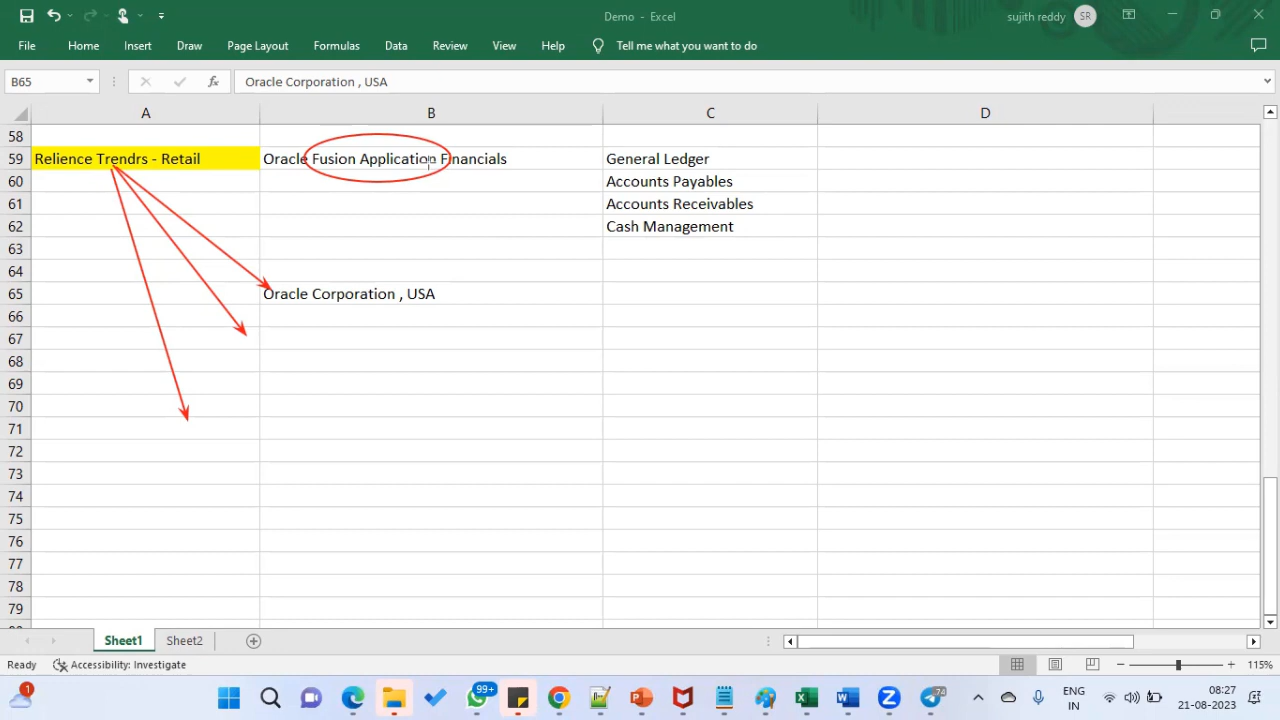 Demo - Excel
sujith reddy SR
File Home Insert Draw Page Layout Formulas Data Review View Help Tell me what you want to do
B65 fx Oracle Corporation , USA
A B C D
58
59 Relience Trendrs - Retail Oracle Fusion Application Financials General Ledger
60 Accounts Payables
61 Accounts Receivables
62 Cash Management
63
64
65 Oracle Corporation , USA
66
67
68
69
70
71
72
73
74
75
76
77
78
79
Sheet1 Sheet2
Ready Accessibility: Investigate 115%
1 99+ 74 ENG 08:27
IN 21-08-2023